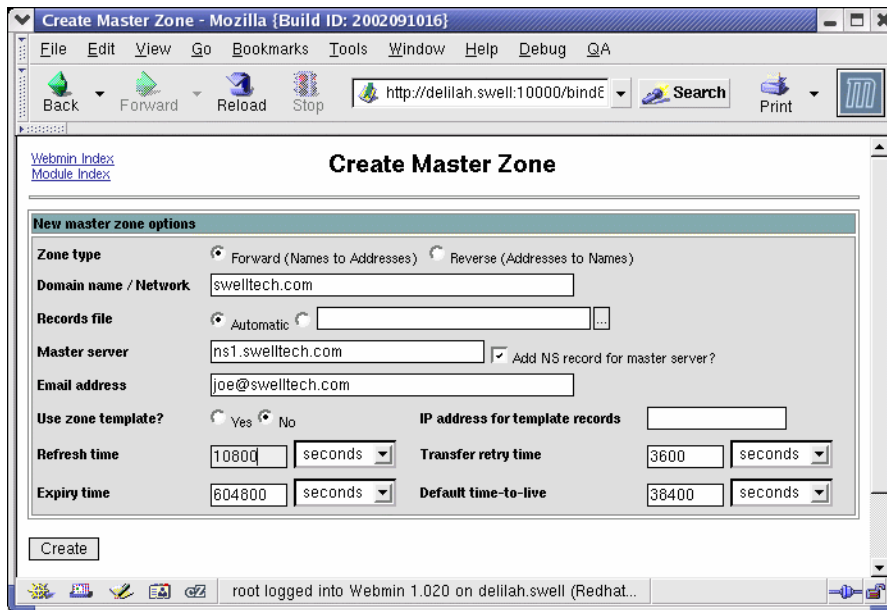 Create Master Zone - Mozilla {Build ID: 2002091016}
File Edit View Go Bookmarks Tools Window Help Debug QA
Back Forward Reload Stop http://delilah.swell:10000/bind8 Search Print
Webmin Index
Module Index
Create Master Zone
New master zone options
Zone type Forward (Names to Addresses) Reverse (Addresses to Names)
Domain name / Network swelltech.com
Records file Automatic ...
Master server ns1.swelltech.com Add NS record for master server?
Email address joe@swelltech.com
Use zone template? Yes No IP address for template records
Refresh time 10800 seconds Transfer retry time 3600 seconds
Expiry time 604800 seconds Default time-to-live 38400 seconds
Create
root logged into Webmin 1.020 on delilah.swell (Redhat...